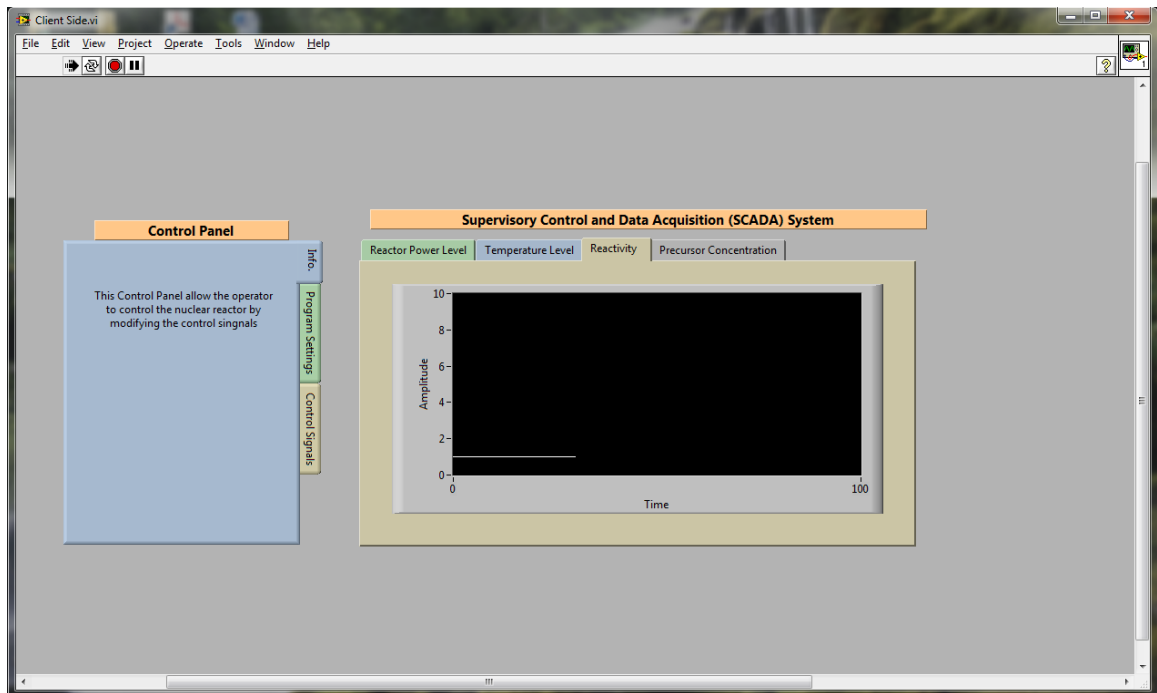 Client Side.vi
File Edit View Project Operate Tools Window Help
1
Supervisory Control and Data Acquisition (SCADA) System
Control Panel
Info.
Program Settings
Control Signals
This Control Panel allow the operator
to control the nuclear reactor by
modifying the control singnals
Reactor Power Level Temperature Level Reactivity Precursor Concentration
Amplitude
10
8
6
4
2
0
0 100
Time